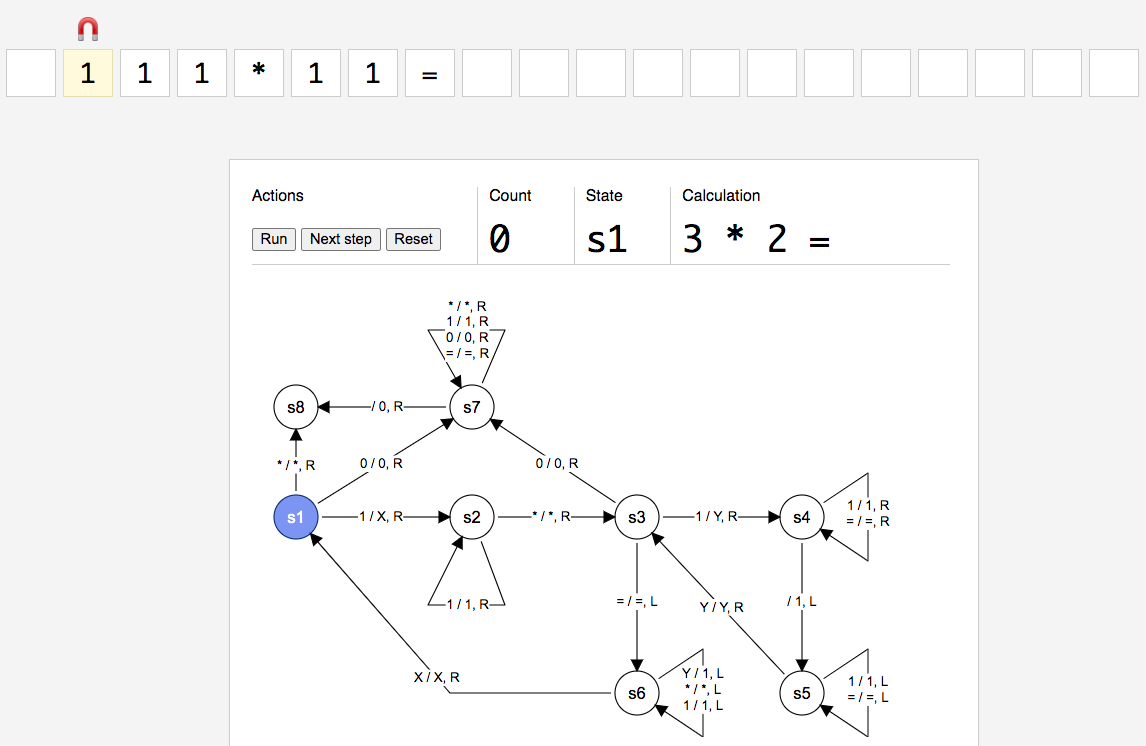 1 1 1 * 1 1 =
Actions Count State Calculation
Run Next step Reset 0 s1 3 * 2 =
* / *, R
1 / 1, R
0 / 0, R
= / =, R
s8 / 0, R s7
* / *, R 0 / 0, R 0 / 0, R
s1 1 / X, R s2 * / *, R s3 1 / Y, R s4 1 / 1, R
= / =, R
1 / 1, R = / =, L Y / Y, R / 1, L
X / X, R
s6 Y / 1, L
* / *, L
1 / 1, L
s5 1 / 1, L
= / =, L